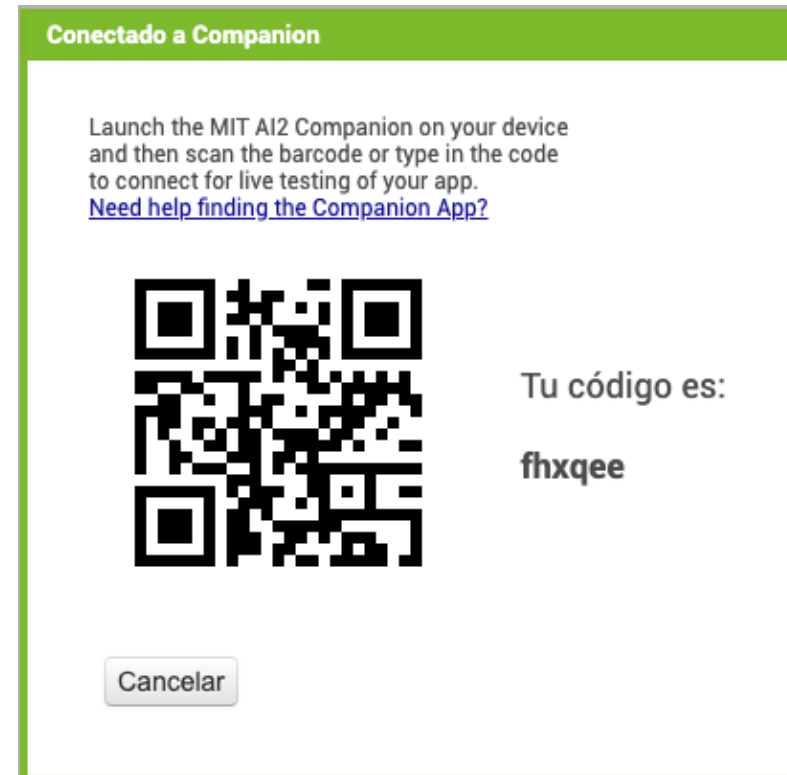 Conectado a Companion
Launch the MIT AI2 Companion on your device
and then scan the barcode or type in the code
to connect for live testing of your app.
Need help finding the Companion App?
Tu código es:
fhxqee
Cancelar